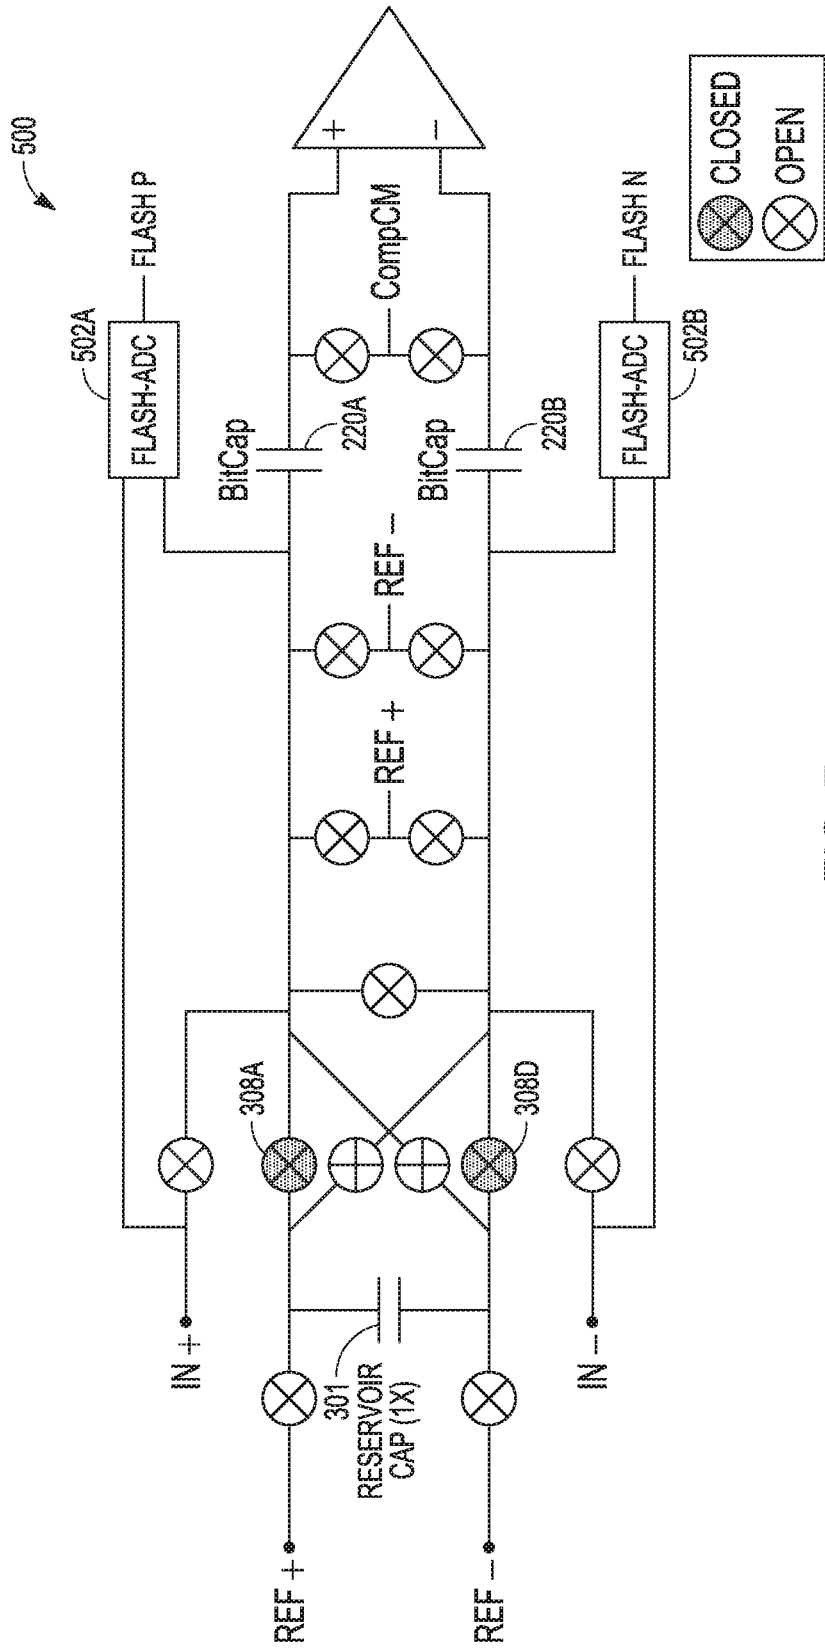 500
502A
FLASH-ADC
FLASH P
IN +
308A
BitCap
220A
REF +
301
RESERVOIR
CAP (1X)
REF +
REF −
CompCM
+
−
REF −
308D
BitCap
220B
IN −
FLASH-ADC
FLASH N
502B
CLOSED
OPEN